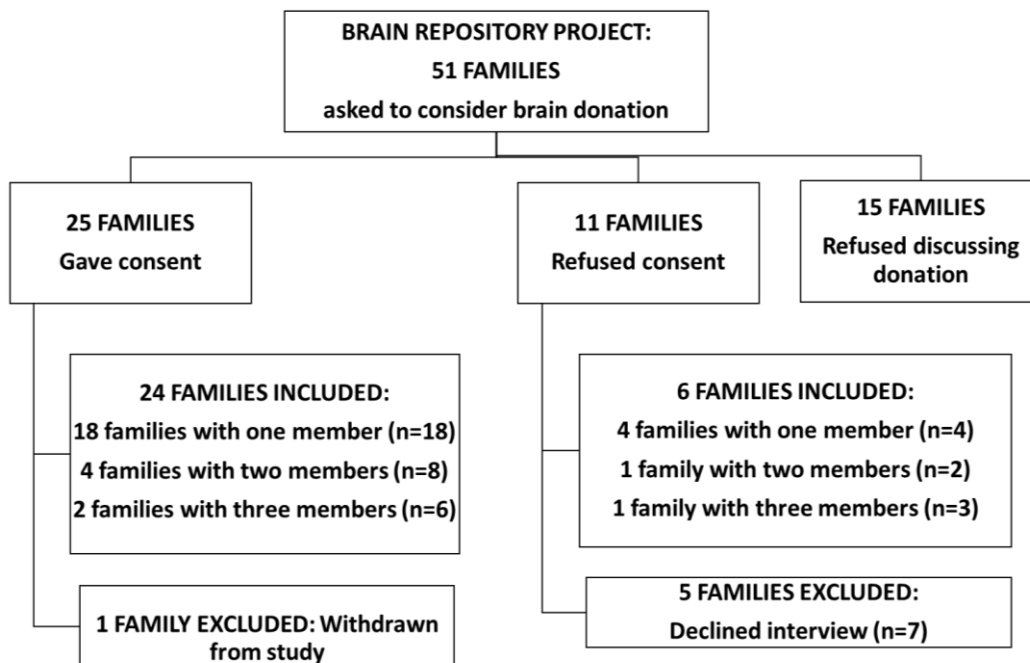 BRAIN REPOSITORY PROJECT:
51 FAMILIES
asked to consider brain donation
25 FAMILIES
Gave consent
11 FAMILIES
Refused consent
15 FAMILIES
Refused discussing
donation
24 FAMILIES INCLUDED:
18 families with one member (n=18)
4 families with two members (n=8)
2 families with three members (n=6)
6 FAMILIES INCLUDED:
4 families with one member (n=4)
1 family with two members (n=2)
1 family with three members (n=3)
1 FAMILY EXCLUDED: Withdrawn
from study
5 FAMILIES EXCLUDED:
Declined interview (n=7)